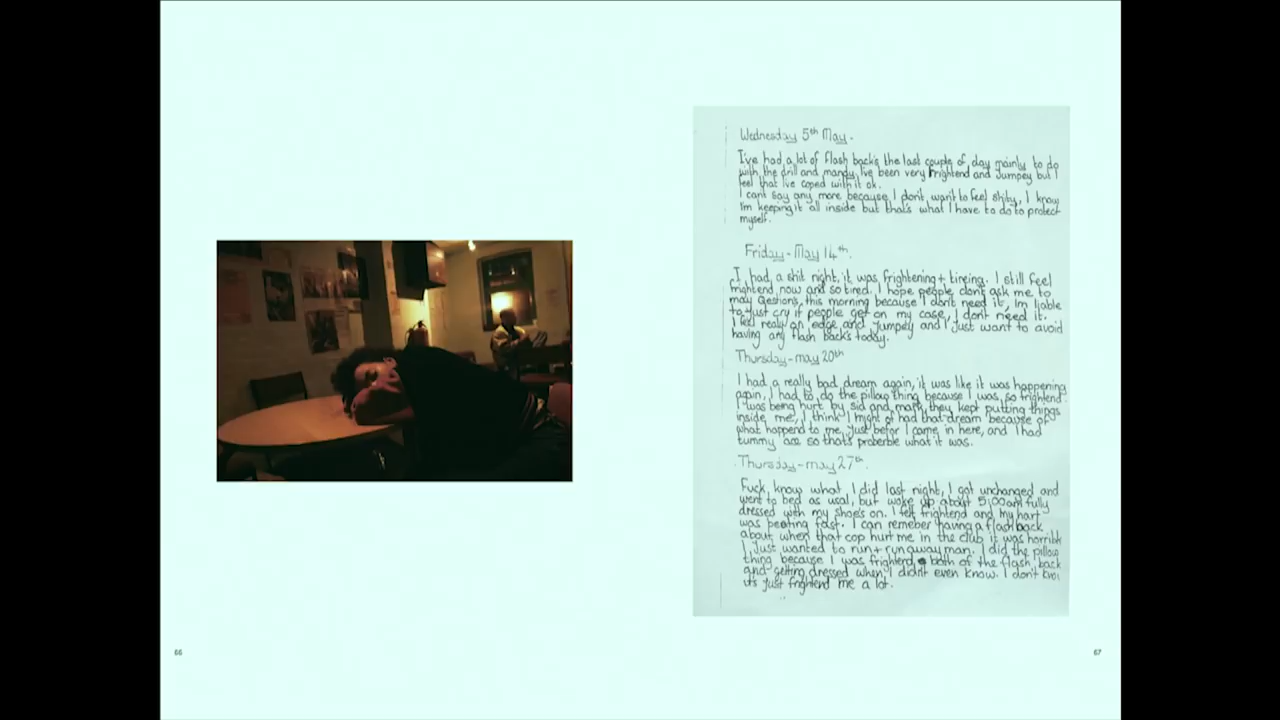 Wednesday 5th May.
I've had a lot of flash back's the last couple of day mainly to do
with the drill and mandy, I've been very frightend and Jumpey but I
feel that I've coped with it ok.
I cant say any more because I don't want to feel shity, I know
I'm keeping it all inside but that's what I have to do to protect
myself.
Friday - May 14th.
I had a shit night, it was frightening + tireing. I still feel
frightend now and so tired. I hope people dont ask me to
may Qestions, this morning because I don't need it, Im liable
to just cry if people get on my case, I dont need it.
I feel realy on edge and Jumpey and I just want to avoid
having any flash back's today.
Thursday - may 20th
I had a really bad dream again, it was like it was happening
again, I had to do the pillow thing because I was so frightend.
I was being hurt by sid and mark, they kept putting things
inside me, I think I might of had that dream because of
what happend to me, just befor I came in here, and I had
tummy ace so that's proberble what it was.
Thursday - may 27th.
Fuck, know what I did last night, I got unchanged and
went to bed as usal, but woke up about 5,00am fully
dressed with my shoe's on. I felt frightend and my hart
was beating fast. I can remeber having a flash back
about when that cop hurt me in the club it was horrible
I just wanted to run + run away man. I did the pillow
thing because I was frightend both of the flash back
and getting dressed when I didn't even know. I don't know
it's just frightend me a lot.
66
67